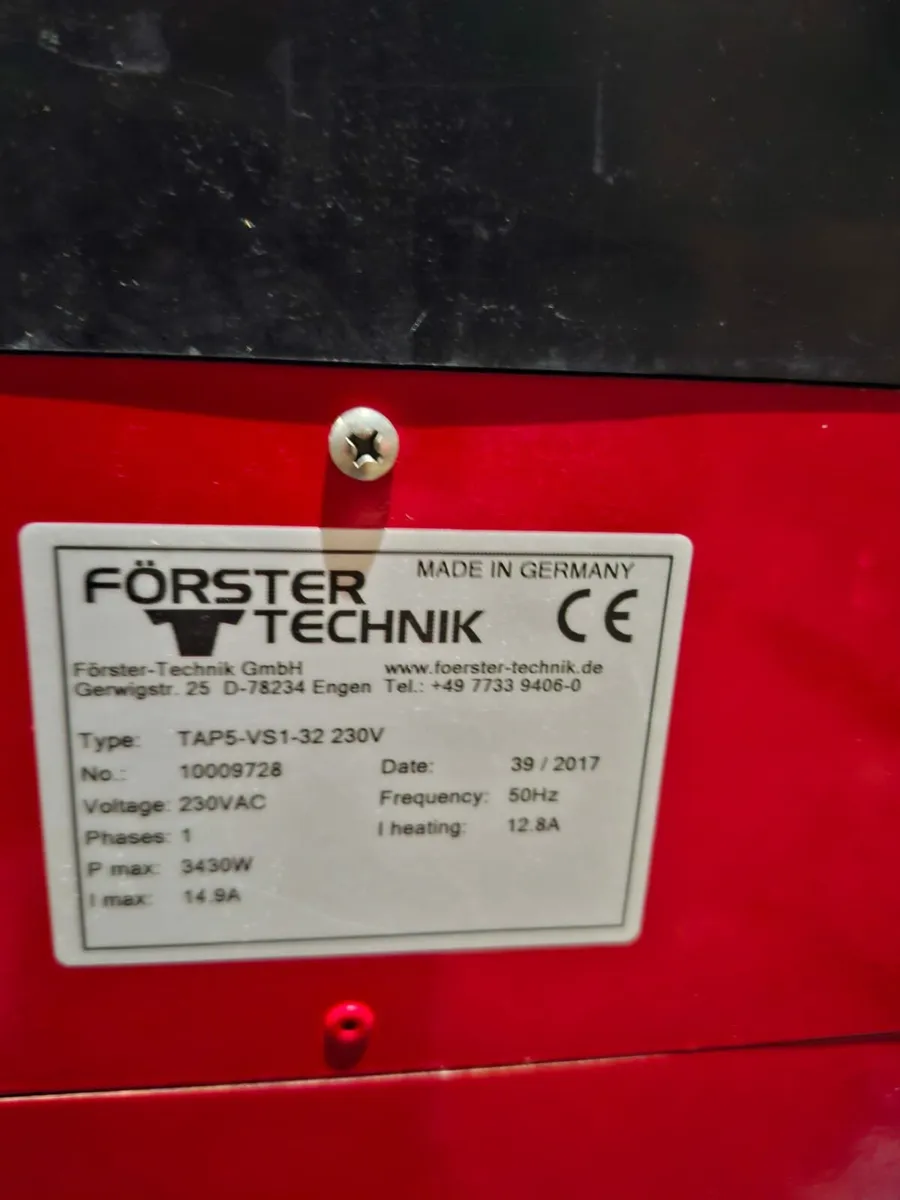 FÖRSTER
TECHNIK
MADE IN GERMANY
CE
Förster-Technik GmbH www.foerster-technik.de
Gerwigstr. 25 D-78234 Engen Tel.: +49 7733 9406-0
Type: TAP5-VS1-32 230V
No.: 10009728 Date: 39 / 2017
Voltage: 230VAC Frequency: 50Hz
Phases: 1 I heating: 12.8A
P max: 3430W
I max: 14.9A